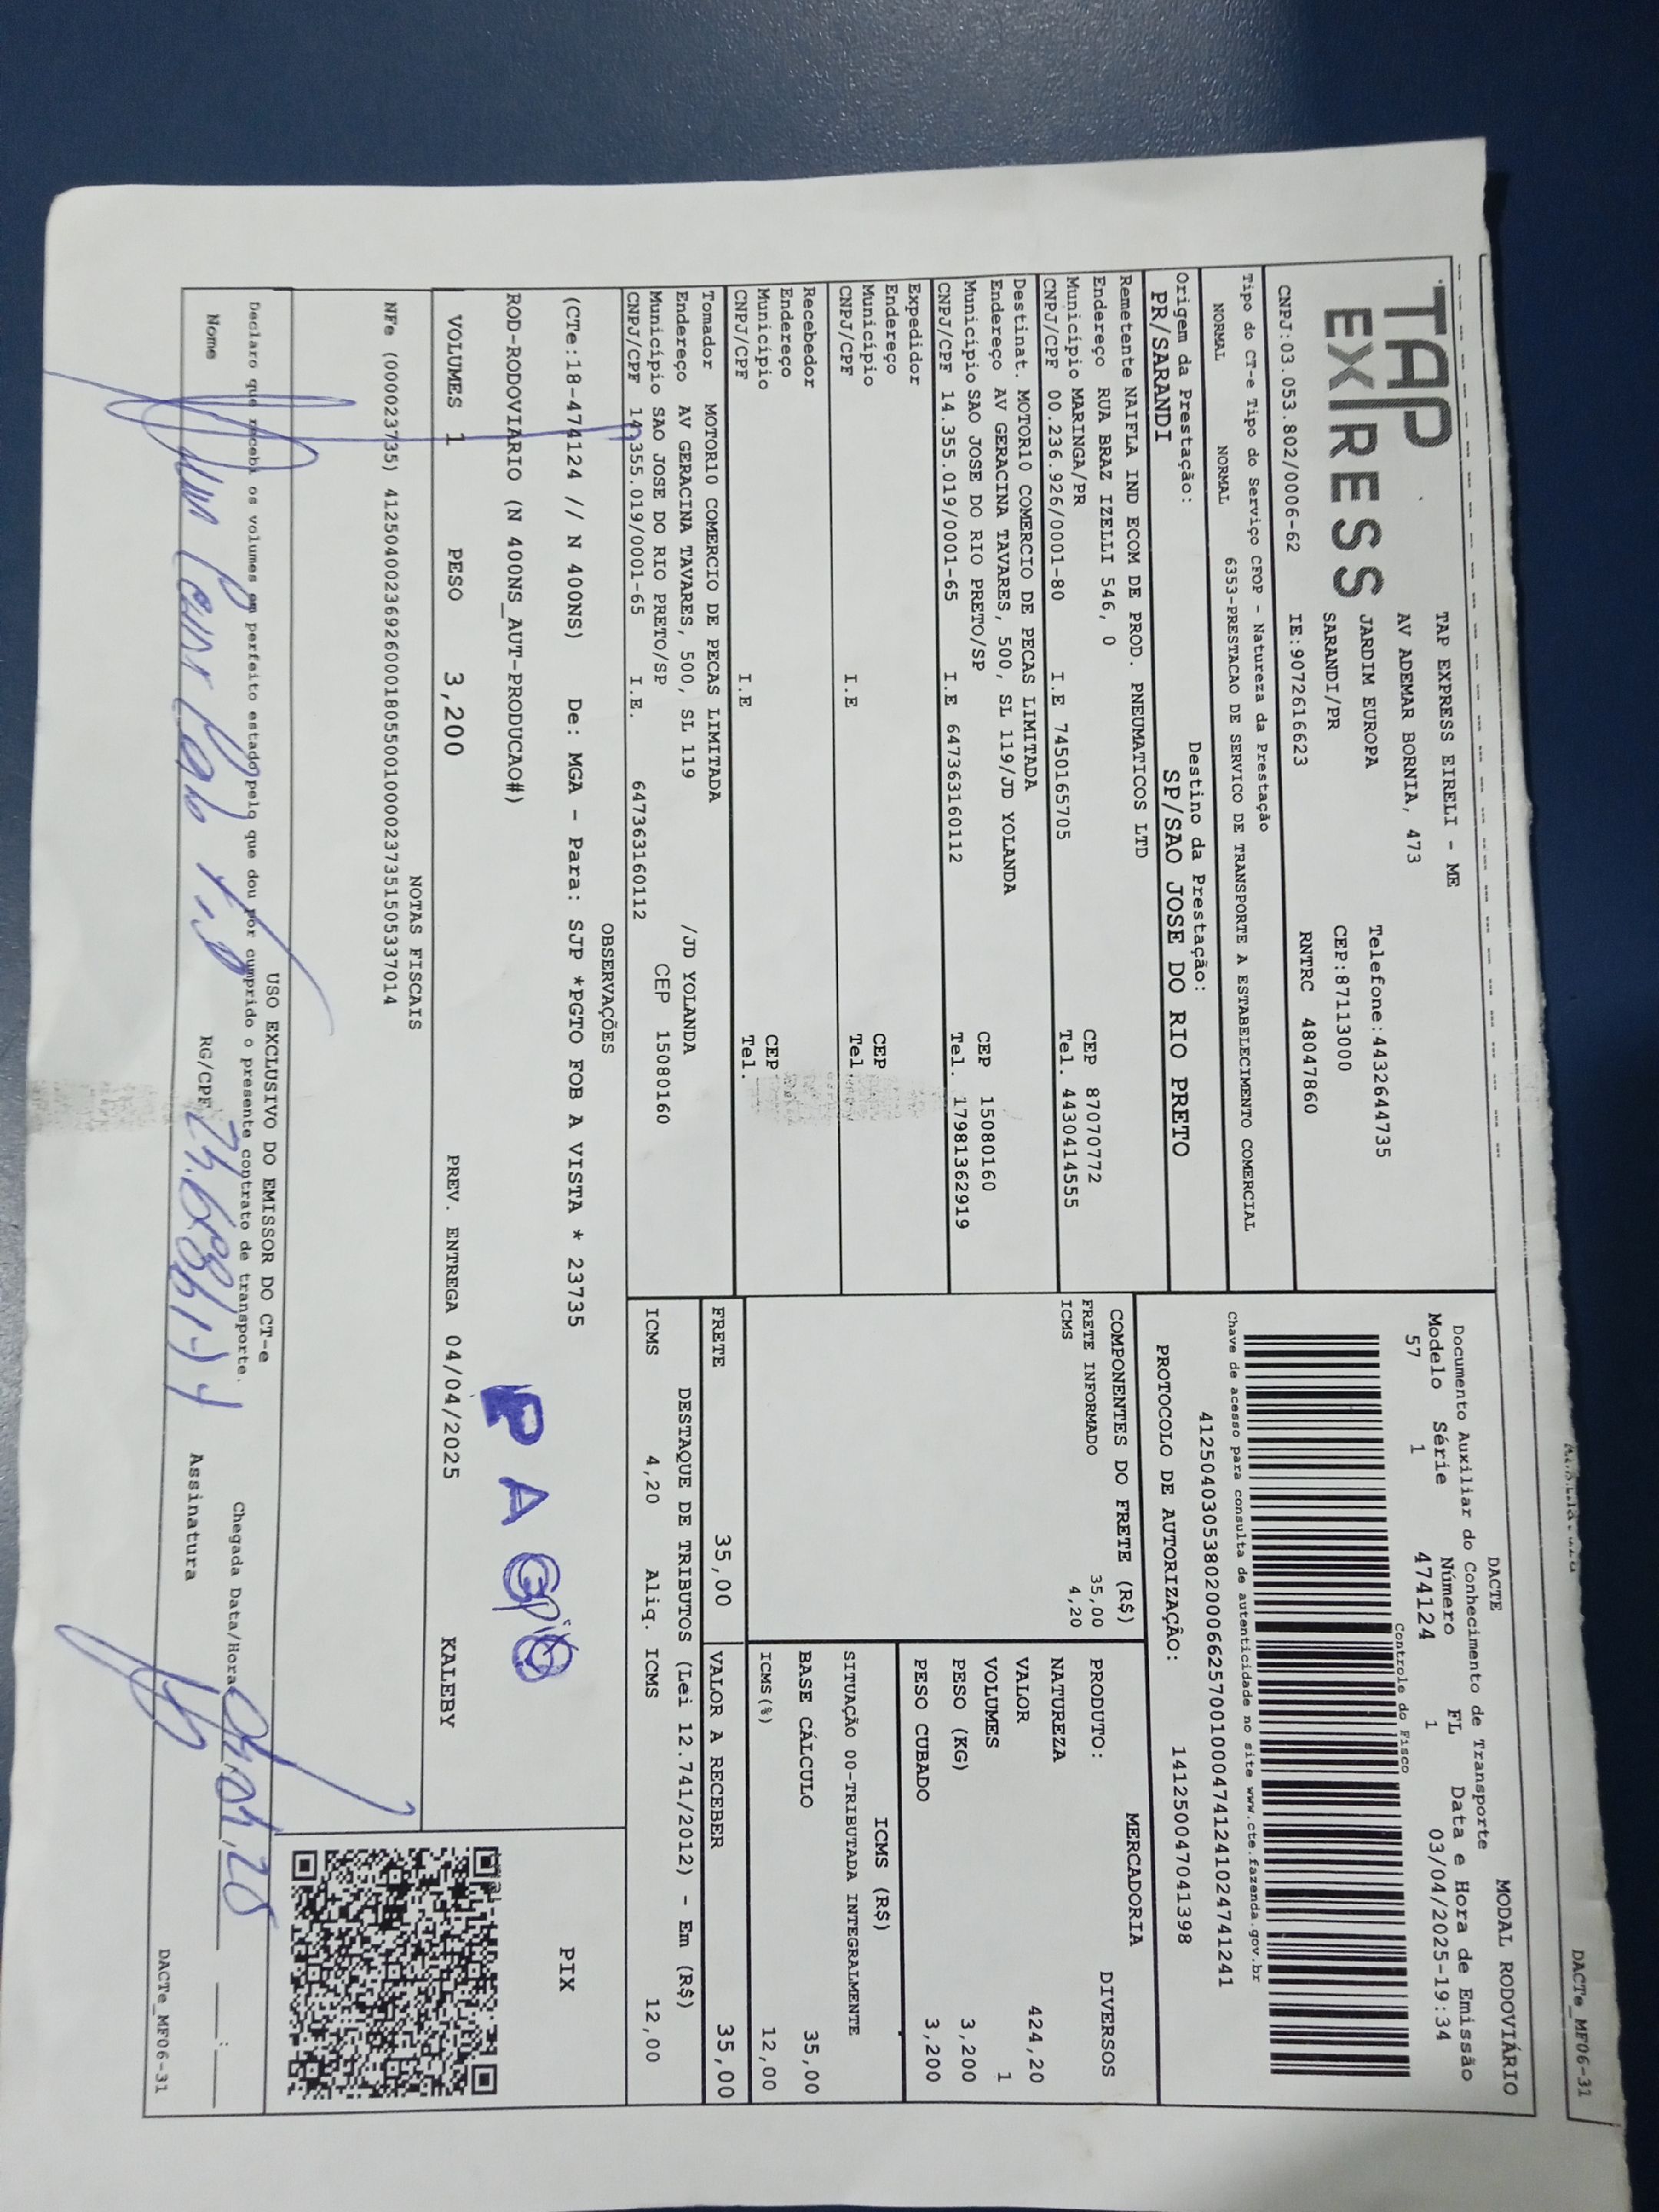 DACTe_MF06-31
TAP
EXPRESS
TAP EXPRESS EIRELI - ME
AV ADEMAR BORNIA, 473
JARDIM EUROPA
Telefone:4432644735
SARANDI/PR
CEP:87113000
CNPJ:03.053.802/0006-62
IE:9072616623
RNTRC 48047860
DACTE
MODAL RODOVIÁRIO
Documento Auxiliar do Conhecimento de Transporte
Modelo Série Número FL Data e Hora de Emissão
57 1 474124 1 03/04/2025-19:34
Controle do Fisco
Chave de acesso para consulta de autenticidade no site www.cte.fazenda.gov.br
41250403053802000662570010004741241024741241
PROTOCOLO DE AUTORIZAÇÃO: 141250047041398
Tipo do CT-e Tipo do Serviço CFOP - Natureza da Prestação
NORMAL NORMAL 6353-PRESTACAO DE SERVICO DE TRANSPORTE A ESTABELECIMENTO COMERCIAL
Origem da Prestação: Destino da Prestação:
PR/SARANDI SP/SAO JOSE DO RIO PRETO
Remetente NAIFLA IND ECOM DE PROD. PNEUMATICOS LTD
Endereço RUA BRAZ IZELLI 546, 0
Município MARINGA/PR CEP 87070772
CNPJ/CPF 00.236.926/0001-80 I.E 7450165705 Tel. 4430414555
Destinat. MOTOR10 COMERCIO DE PECAS LIMITADA
Endereço AV GERACINA TAVARES, 500, SL 119/JD YOLANDA
Município SAO JOSE DO RIO PRETO/SP CEP 15080160
CNPJ/CPF 14.355.019/0001-65 I.E 647363160112 Tel. 17981362919
Expedidor
Endereço
Município CEP
CNPJ/CPF I.E Tel.
Recebedor
Endereço
Município CEP
CNPJ/CPF I.E Tel.
Tomador MOTOR10 COMERCIO DE PECAS LIMITADA
Endereço AV GERACINA TAVARES, 500, SL 119 /JD YOLANDA
Município SAO JOSE DO RIO PRETO/SP CEP 15080160
CNPJ/CPF 14.355.019/0001-65 I.E. 647363160112
COMPONENTES DO FRETE (R$)
FRETE INFORMADO 35,00
ICMS 4,20
MERCADORIA
PRODUTO: DIVERSOS
NATUREZA
VALOR 424,20
VOLUMES 1
PESO (KG) 3,200
PESO CUBADO 3,200
ICMS (R$)
SITUAÇÃO 00-TRIBUTADA INTEGRALMENTE
BASE CÁLCULO 35,00
ICMS(%) 12,00
FRETE 35,00 VALOR A RECEBER 35,00
DESTAQUE DE TRIBUTOS (Lei 12.741/2012) - Em (R$)
ICMS 4,20 Aliq. ICMS 12,00
OBSERVAÇÕES
(CTe:18-474124 // N 400NS) De: MGA - Para: SJP *PGTO FOB A VISTA * 23735
ROD-RODOVIARIO (N 400NS_AUT-PRODUCAO#)
PAGO
PIX
VOLUMES 1 PESO 3,200 PREV. ENTREGA 04/04/2025 KALEBY
NOTAS FISCAIS
NFe (000023735) 41250400236926000180550010000237351505337014
USO EXCLUSIVO DO EMISSOR DO CT-e
Declaro que recebi os volumes em perfeito estado pelo que dou por cumprido o presente contrato de transporte.
Chegada Data/Hora
Nome RG/CPF Assinatura
DACTe_MF06-31